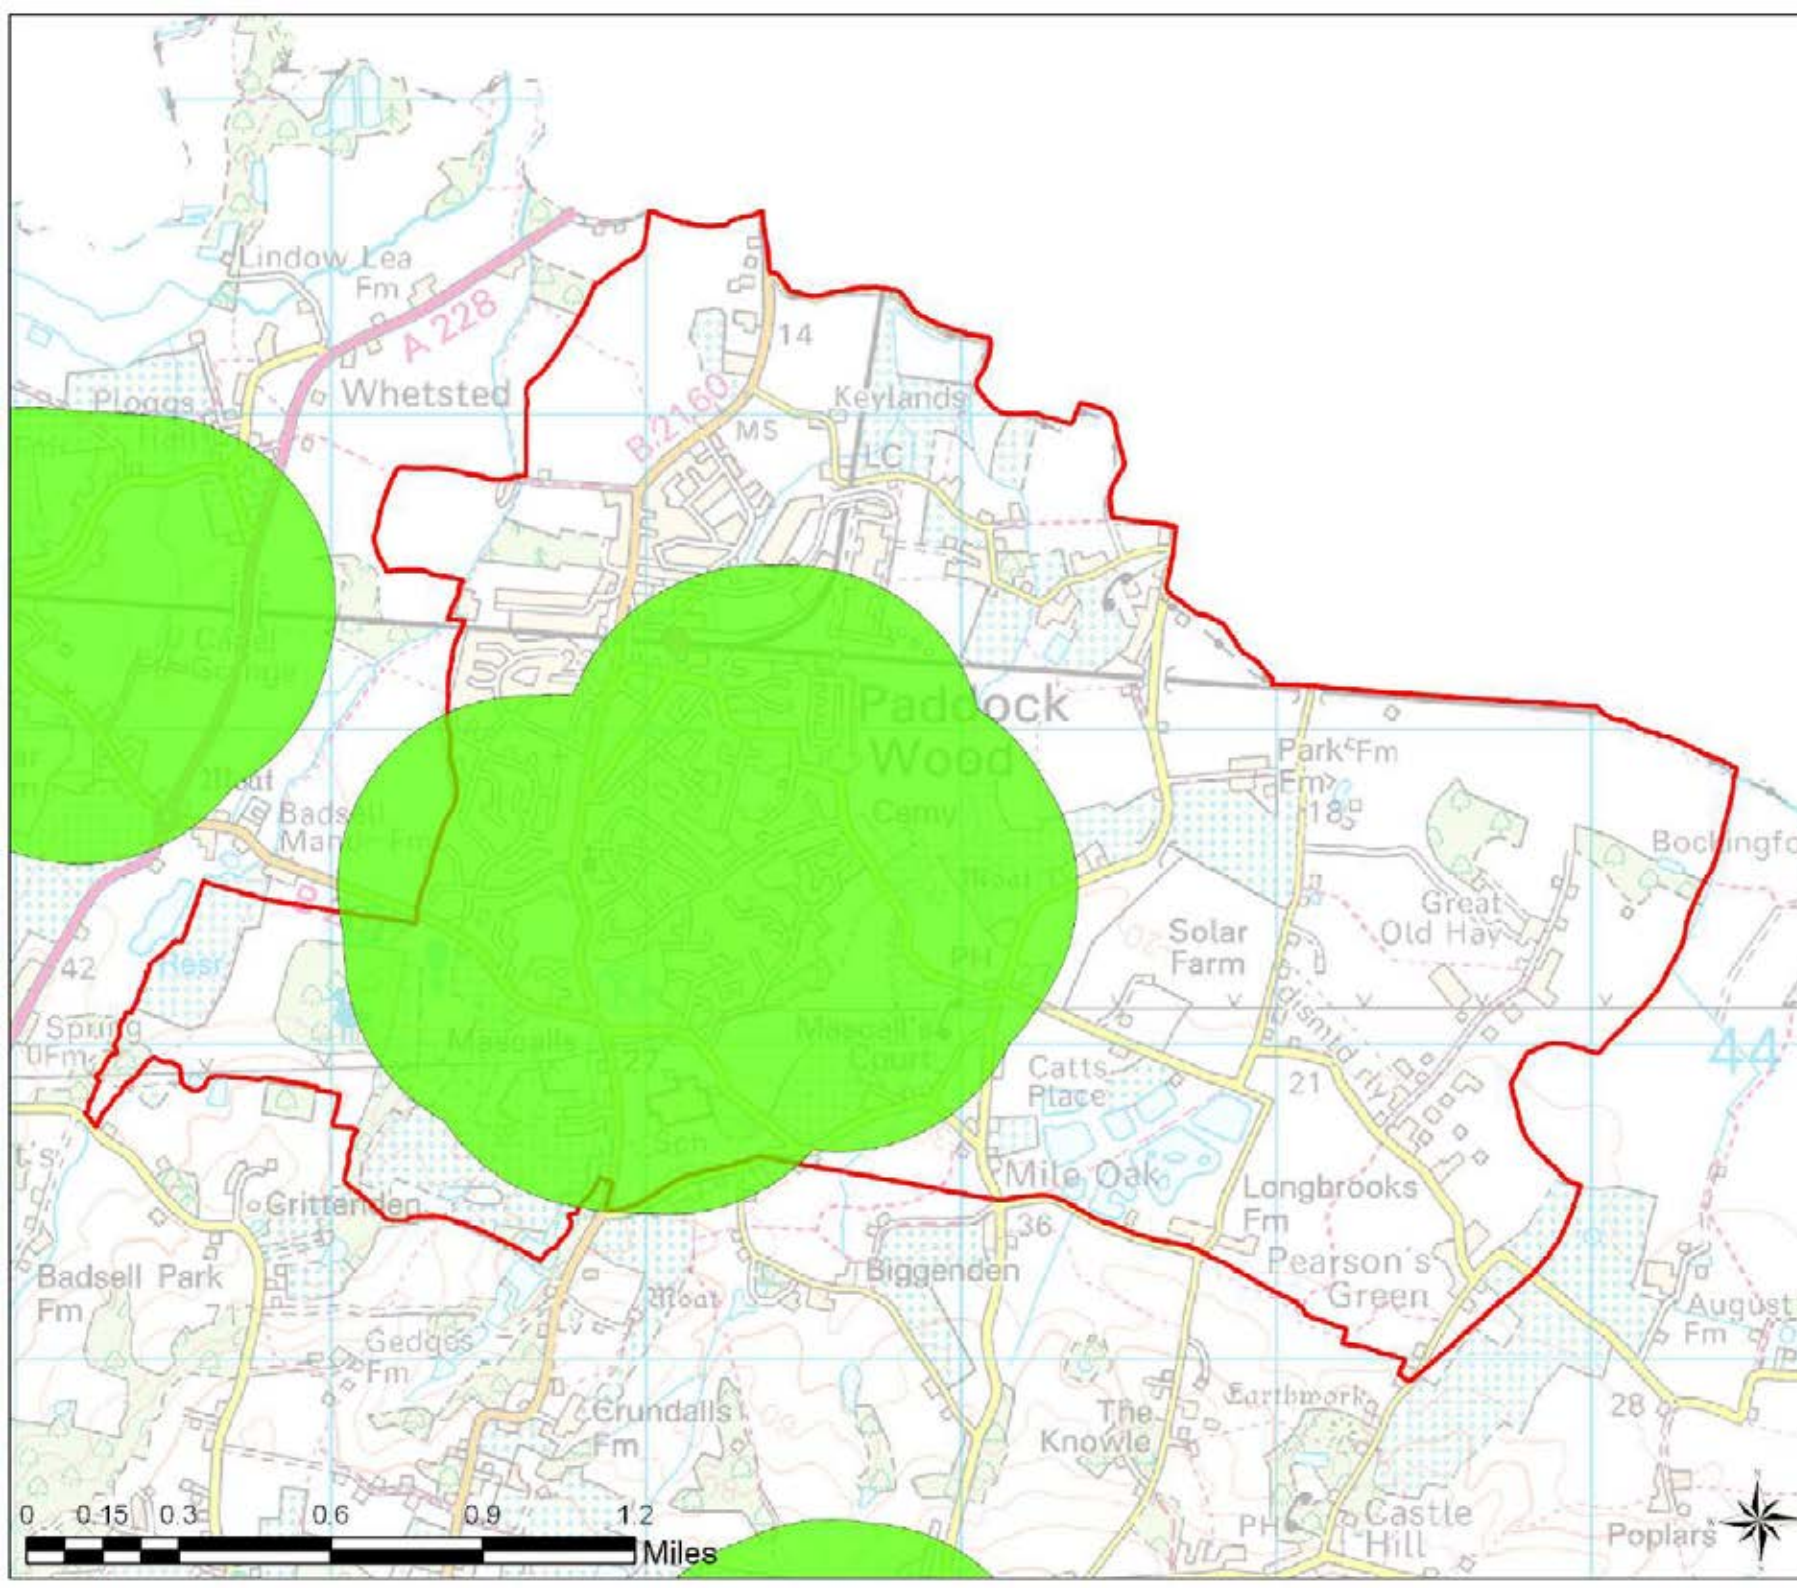 Lindow Lea
Fm
A 228
14
Whetsted
Keylands
Ploggs
Hall
B 2160
MS
LC
Paddock
Wood
Park Fm
Fm
18
Moat
Badsell
Manor Fm
Cemy
Bockingfo
Moat
Great
Old Hay
Solar
Farm
PH
42
Resr
Spring
Fm
Mascalls
Mascall's
Court
27
dismtd rly
44
Catts
Place
21
Sch
Mile Oak
Longbrooks
Fm
Crittenden
36
Pearson's
Green
Badsell Park
Fm
71
Biggenden
Moat
August
Fm
Gedges
Fm
Crundalls
Fm
The
Knowle
Earthwork
28
PH
Castle
Hill
Poplars
0 0.15 0.3 0.6 0.9 1.2
Miles